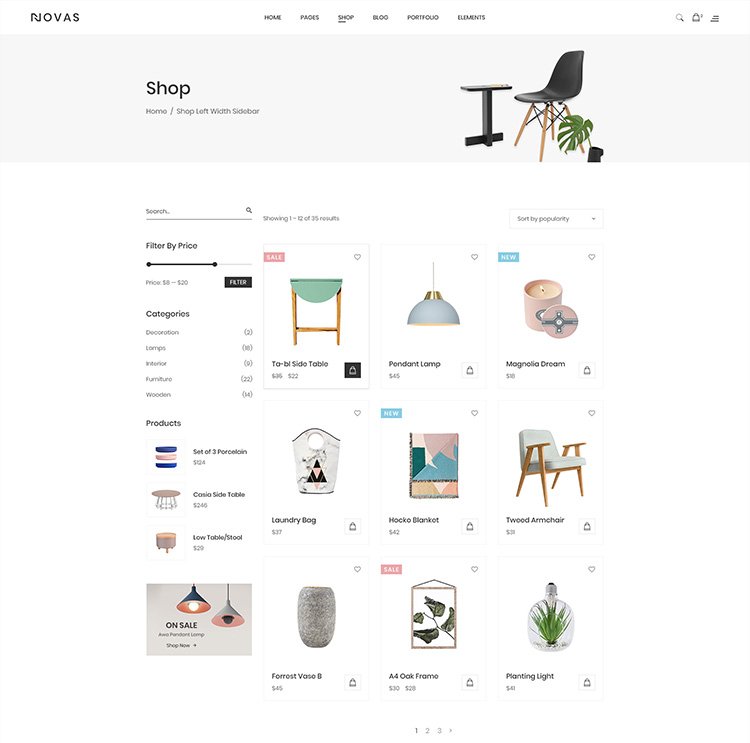 NOVAS
HOME PAGES SHOP BLOG PORTFOLIO ELEMENTS
0
Shop
Home / Shop Left Width Sidebar
Search..
Showing 1 – 12 of 35 results
Sort by popularity
Filter By Price
Price: $8 — $20
FILTER
Categories
Decoration (2)
Lamps (18)
Interior (9)
Furniture (22)
Wooden (14)
Products
Set of 3 Porcelain
$124
Casia Side Table
$246
Low Table/Stool
$29
ON SALE
Awo Pendant Lamp
Shop Now →
SALE
Ta-bl Side Table
$35 $22
Pendant Lamp
$45
NEW
Magnolia Dream
$18
Laundry Bag
$37
NEW
Hocko Blanket
$42
Tweed Armchair
$31
Forrest Vase B
$45
SALE
A4 Oak Frame
$30 $28
Planting Light
$41
1 2 3 >